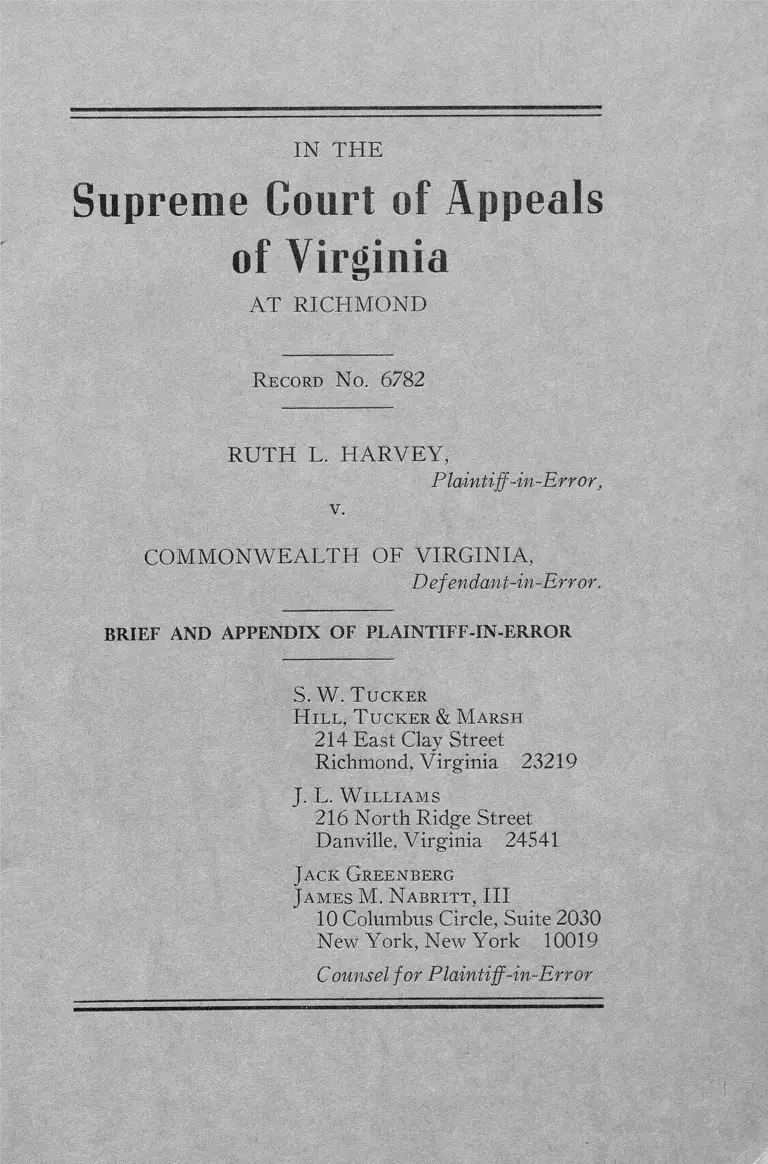 IN THE
Supreme Court of Appeals
of Virginia
AT RICHMOND
RECORD NO. 6782
RUTH L. HARVEY,
Plaintiff-in-Error,
v.
COMMONWEALTH OF VIRGINIA,
Defendant-in-Error.
BRIEF AND APPENDIX OF PLAINTIFF-IN-ERROR
S. W. TUCKER
HILL, TUCKER & MARSH
214 East Clay Street
Richmond, Virginia 23219
J. L. WILLIAMS
216 North Ridge Street
Danville, Virginia 24541
JACK GREENBERG
JAMES M. NABRITT, III
10 Columbus Circle, Suite 2030
New York, New York 10019
Counsel for Plaintiff-in-Error